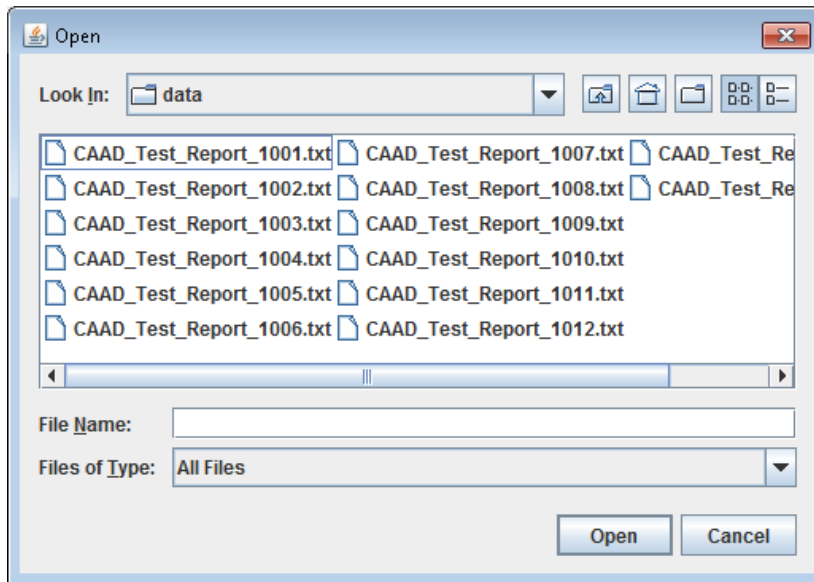 Open
Look In: data
CAAD_Test_Report_1001.txt CAAD_Test_Report_1007.txt CAAD_Test_Re
CAAD_Test_Report_1002.txt CAAD_Test_Report_1008.txt CAAD_Test_Re
CAAD_Test_Report_1003.txt CAAD_Test_Report_1009.txt
CAAD_Test_Report_1004.txt CAAD_Test_Report_1010.txt
CAAD_Test_Report_1005.txt CAAD_Test_Report_1011.txt
CAAD_Test_Report_1006.txt CAAD_Test_Report_1012.txt
File Name:
Files of Type: All Files
Open Cancel